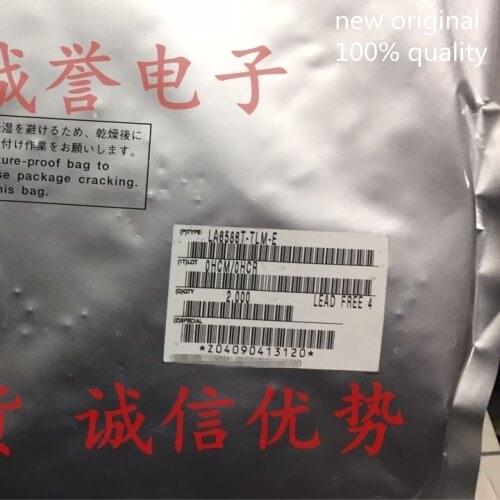 new original
100% quality
诚誉电子
湿を避けるため、乾燥後に
付け作業をお願いします。
ture-proof bag to
se package cracking.
his bag.
(P)TYPE LA6566T-TLM-E
(1T)LOT 0HCM/0HCR
(Q)QTY 2,000 LEAD FREE 4
(Z)SPECIAL
*Z04090413120*
诚信优势